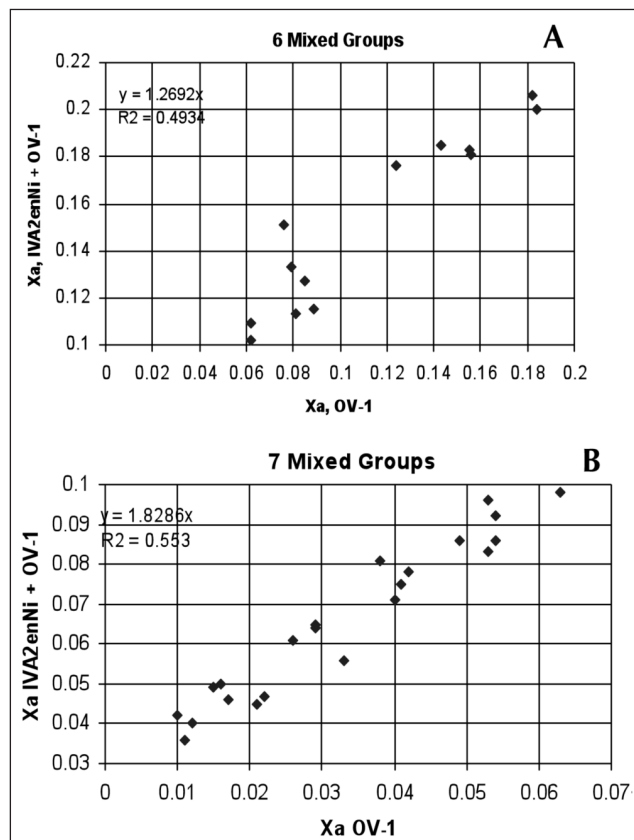 6 Mixed Groups
A
0.22
y = 1.2692x
R2 = 0.4934
0.2
0.18
0.16
0.14
0.12
0.1
Xa, IVA2enNi + OV-1
0 0.02 0.04 0.06 0.08 0.1 0.12 0.14 0.16 0.18 0.2
Xa, OV-1
7 Mixed Groups
B
0.1
y = 1.8286x
0.09
R2 = 0.553
0.08
0.07
0.06
0.05
0.04
0.03
Xa IVA2enNi + OV-1
0 0.01 0.02 0.03 0.04 0.05 0.06 0.07
Xa OV-1